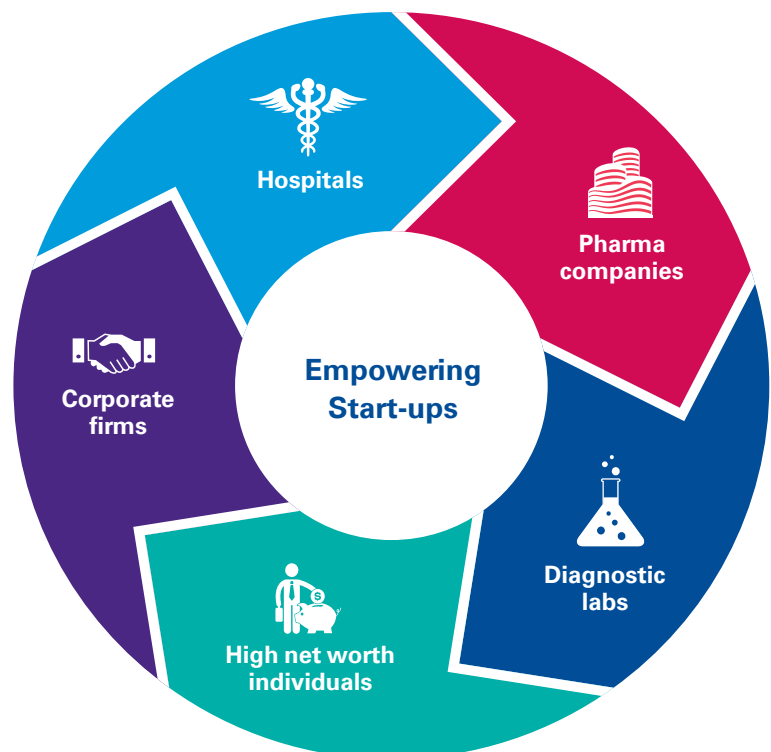 Hospitals
Pharma
companies
Diagnostic
labs
High net worth
individuals
Corporate
firms
Empowering
Start-ups
S